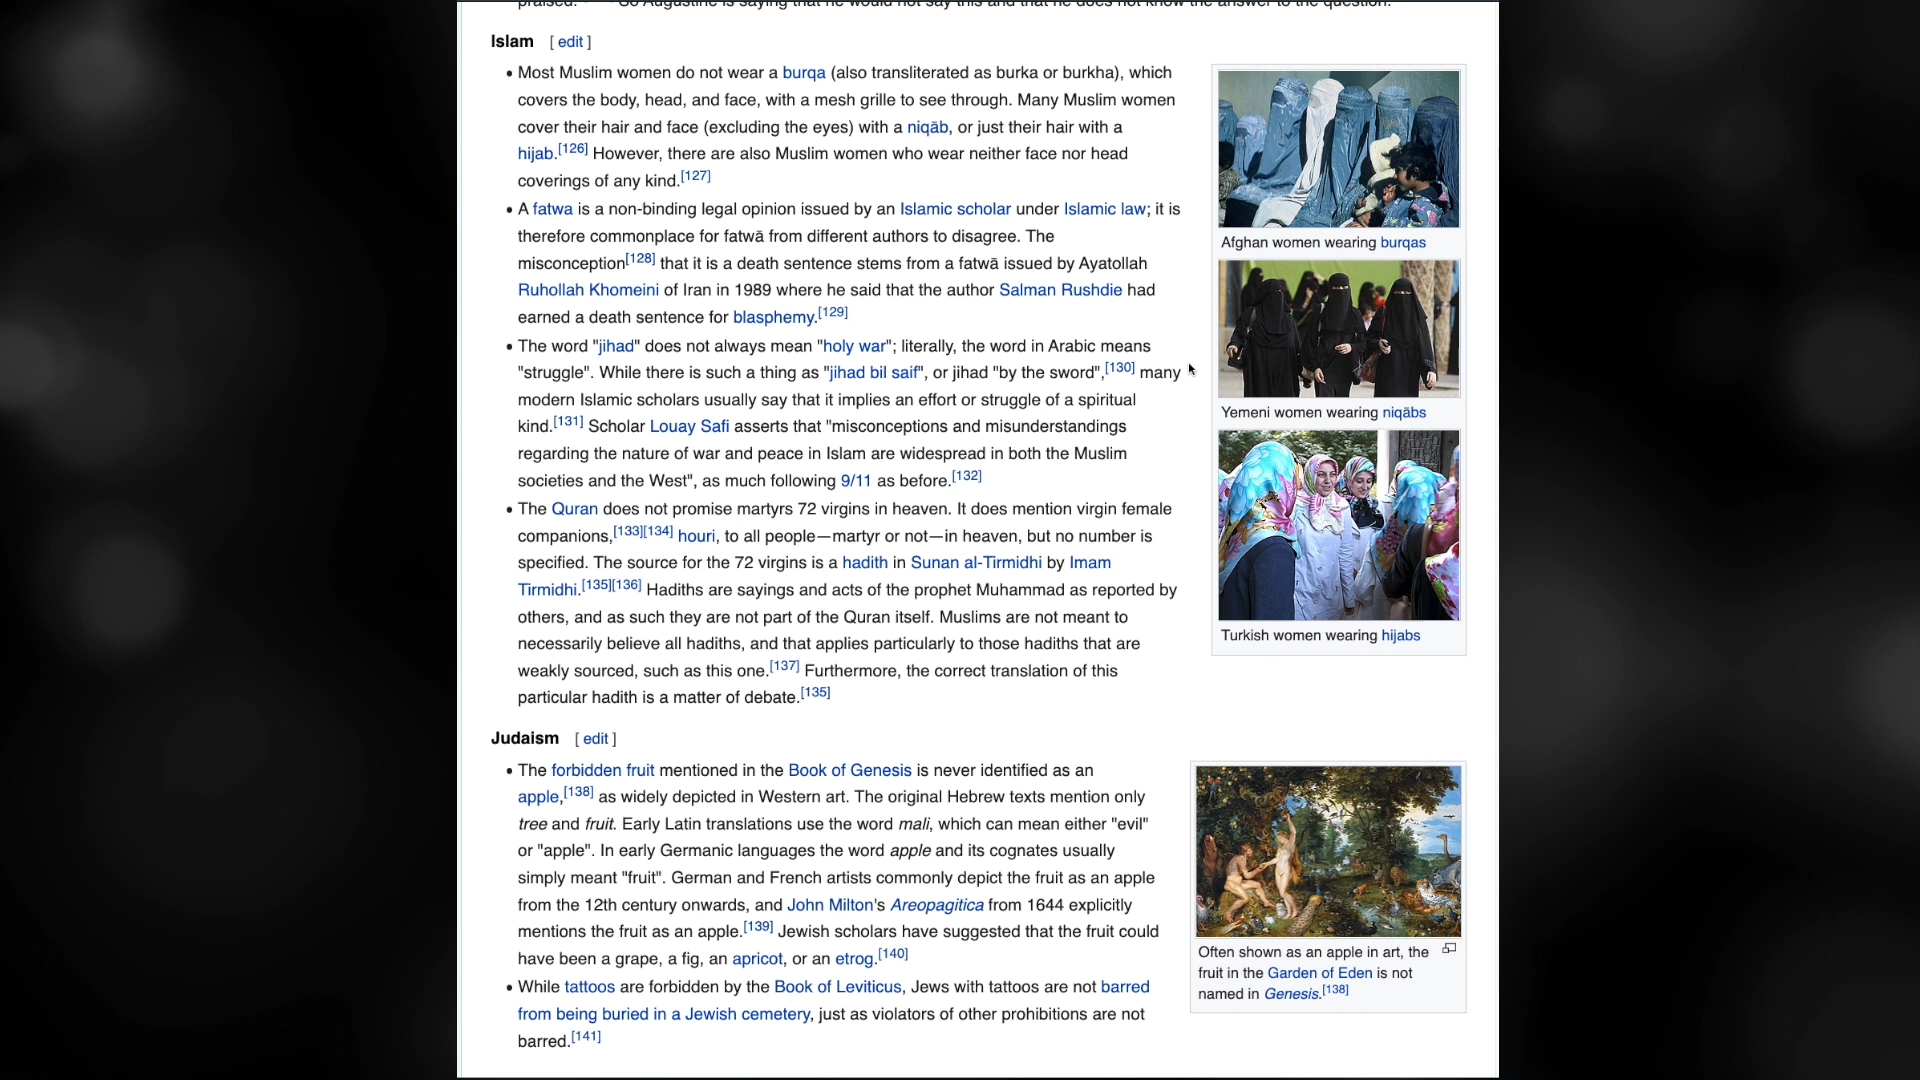 praised." So Augustine is saying that he would not say this and that he does not know the answer to the question.
Islam [ edit ]
• Most Muslim women do not wear a burqa (also transliterated as burka or burkha), which
covers the body, head, and face, with a mesh grille to see through. Many Muslim women
cover their hair and face (excluding the eyes) with a niqāb, or just their hair with a
hijab.[126] However, there are also Muslim women who wear neither face nor head
coverings of any kind.[127]
• A fatwa is a non-binding legal opinion issued by an Islamic scholar under Islamic law; it is
therefore commonplace for fatwā from different authors to disagree. The
misconception[128] that it is a death sentence stems from a fatwā issued by Ayatollah
Ruhollah Khomeini of Iran in 1989 where he said that the author Salman Rushdie had
earned a death sentence for blasphemy.[129]
• The word "jihad" does not always mean "holy war"; literally, the word in Arabic means
"struggle". While there is such a thing as "jihad bil saif", or jihad "by the sword",[130] many
modern Islamic scholars usually say that it implies an effort or struggle of a spiritual
kind.[131] Scholar Louay Safi asserts that "misconceptions and misunderstandings
regarding the nature of war and peace in Islam are widespread in both the Muslim
societies and the West", as much following 9/11 as before.[132]
• The Quran does not promise martyrs 72 virgins in heaven. It does mention virgin female
companions,[133][134] houri, to all people—martyr or not—in heaven, but no number is
specified. The source for the 72 virgins is a hadith in Sunan al-Tirmidhi by Imam
Tirmidhi.[135][136] Hadiths are sayings and acts of the prophet Muhammad as reported by
others, and as such they are not part of the Quran itself. Muslims are not meant to
necessarily believe all hadiths, and that applies particularly to those hadiths that are
weakly sourced, such as this one.[137] Furthermore, the correct translation of this
particular hadith is a matter of debate.[135]
Afghan women wearing burqas
Yemeni women wearing niqābs
Turkish women wearing hijabs
Judaism [ edit ]
• The forbidden fruit mentioned in the Book of Genesis is never identified as an
apple,[138] as widely depicted in Western art. The original Hebrew texts mention only
tree and fruit. Early Latin translations use the word mali, which can mean either "evil"
or "apple". In early Germanic languages the word apple and its cognates usually
simply meant "fruit". German and French artists commonly depict the fruit as an apple
from the 12th century onwards, and John Milton's Areopagitica from 1644 explicitly
mentions the fruit as an apple.[139] Jewish scholars have suggested that the fruit could
have been a grape, a fig, an apricot, or an etrog.[140]
• While tattoos are forbidden by the Book of Leviticus, Jews with tattoos are not barred
from being buried in a Jewish cemetery, just as violators of other prohibitions are not
barred.[141]
Often shown as an apple in art, the
fruit in the Garden of Eden is not
named in Genesis.[138]